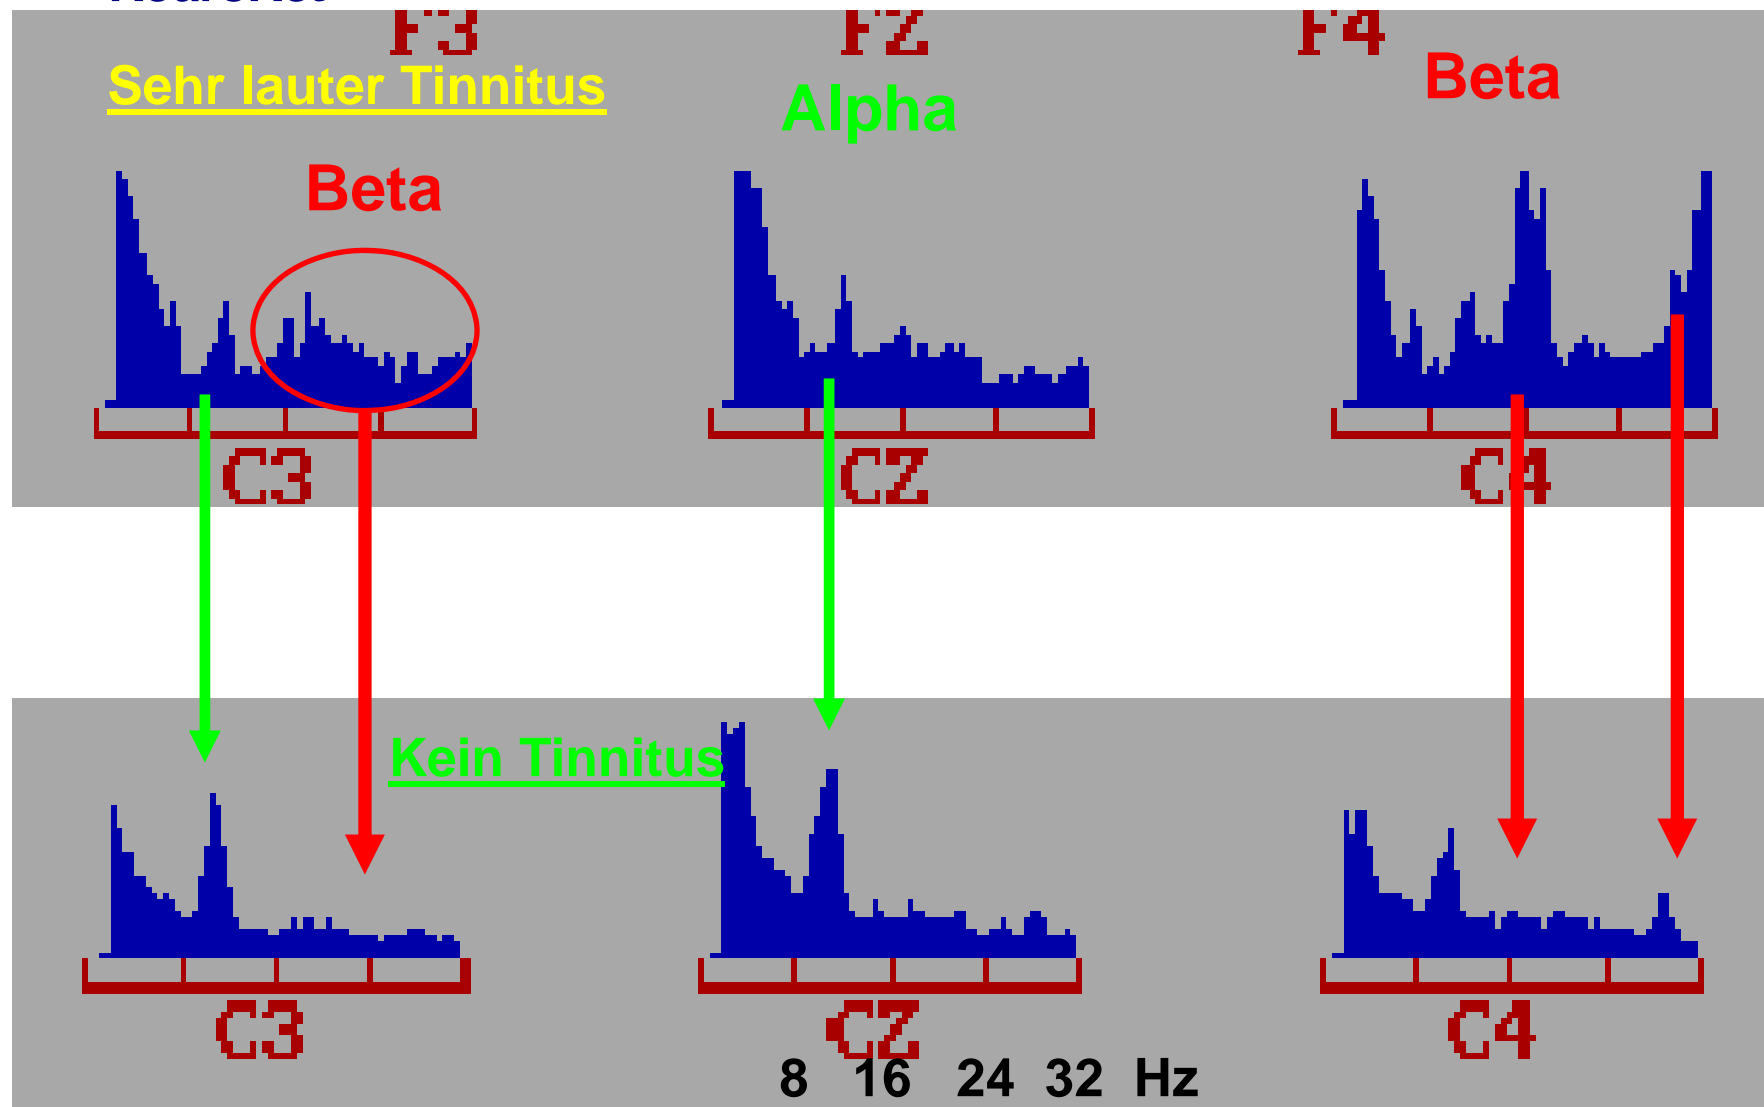 F3 FZ F4
Sehr lauter Tinnitus
Alpha
Beta
Beta
C3 CZ C4
Kein Tinnitus
C3 CZ C4
8 16 24 32 Hz